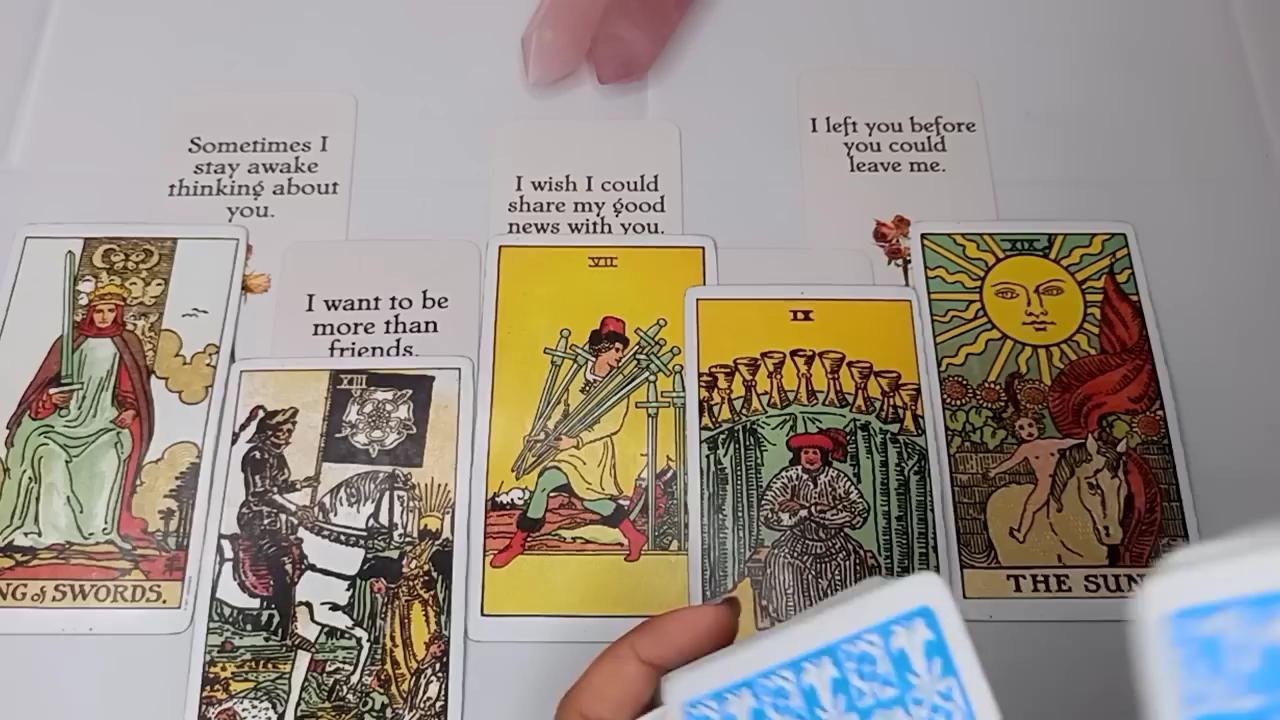 Sometimes I
stay awake
thinking about
you.
I want to be
more than
friends.
I wish I could
share my good
news with you.
I left you before
you could
leave me.
NG of SWORDS.
XIII
VII
IX
XIX
THE SUN